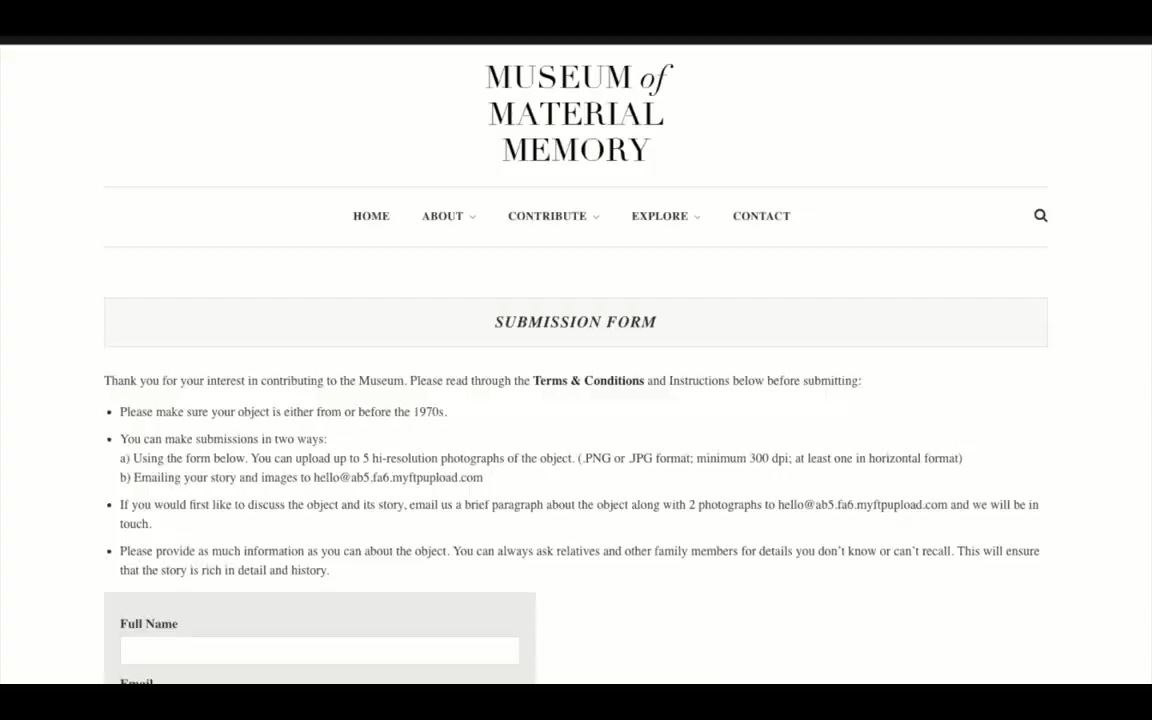 MUSEUM of
MATERIAL
MEMORY
HOME ABOUT CONTRIBUTE EXPLORE CONTACT
SUBMISSION FORM
Thank you for your interest in contributing to the Museum. Please read through the Terms & Conditions and Instructions below before submitting:
• Please make sure your object is either from or before the 1970s.
• You can make submissions in two ways:
a) Using the form below. You can upload up to 5 hi-resolution photographs of the object. (.PNG or .JPG format; minimum 300 dpi; at least one in horizontal format)
b) Emailing your story and images to hello@ab5.fa6.myftpupload.com
• If you would first like to discuss the object and its story, email us a brief paragraph about the object along with 2 photographs to hello@ab5.fa6.myftpupload.com and we will be in
touch.
• Please provide as much information as you can about the object. You can always ask relatives and other family members for details you don't know or can't recall. This will ensure
that the story is rich in detail and history.
Full Name
Email